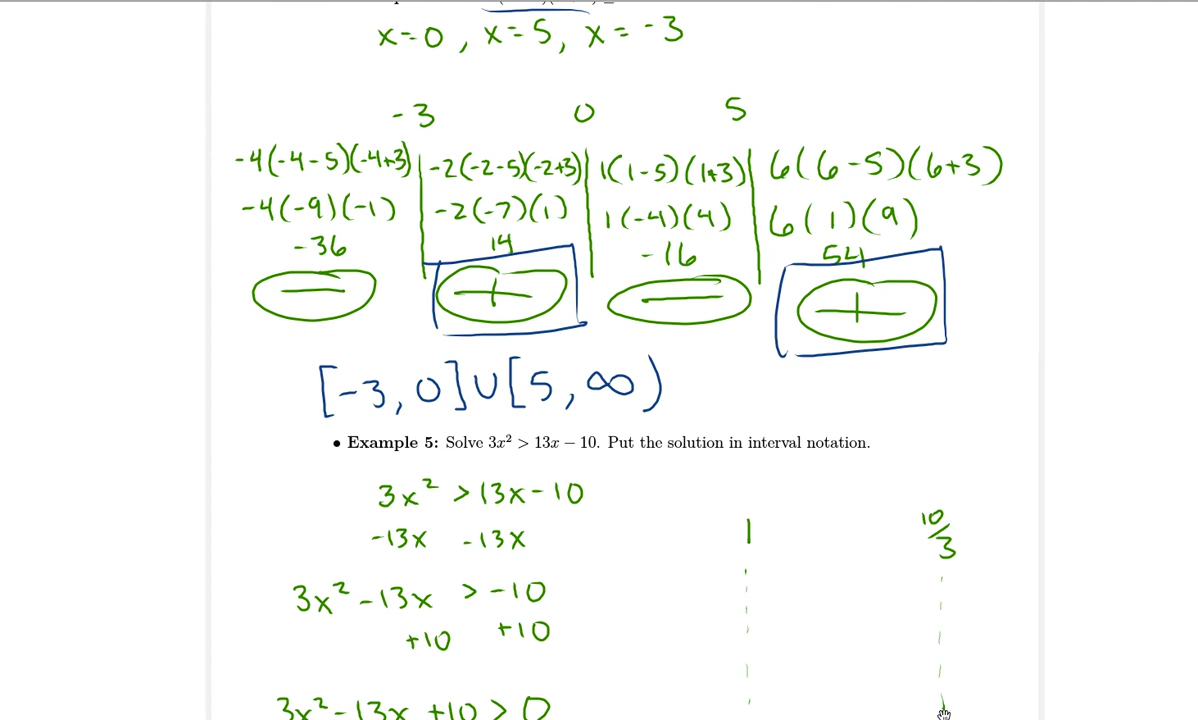 x=0, x=5, x=-3
-3 0 5
-4(-4-5)(-4+3) -2(-2-5)(-2+3) 1(1-5)(1+3) 6(6-5)(6+3)
-4(-9)(-1) -2(-7)(1) 1(-4)(4) 6(1)(9)
-36 14 -16 54
- + - +
[-3,0]∪[5,∞)
• Example 5: Solve 3x² > 13x − 10. Put the solution in interval notation.
3x² >13x-10
-13x -13x
1 10/3
3x²-13x >-10
+10 +10
3x²-13x+10>0